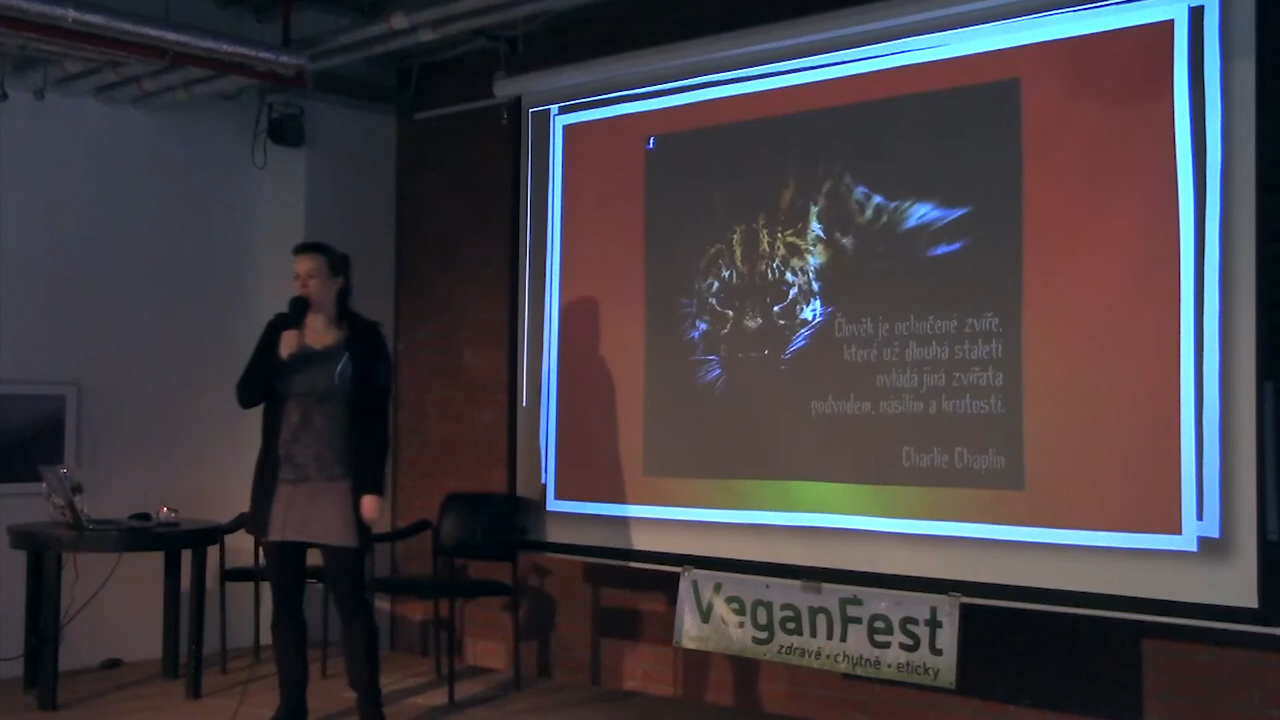 f
Člověk je ochočené zvíře,
které už dlouhá staletí
ovládá jiná zvířata
podvodem, násilím a krutostí.
Charlie Chaplin
VeganFest
zdravě • chutně • eticky